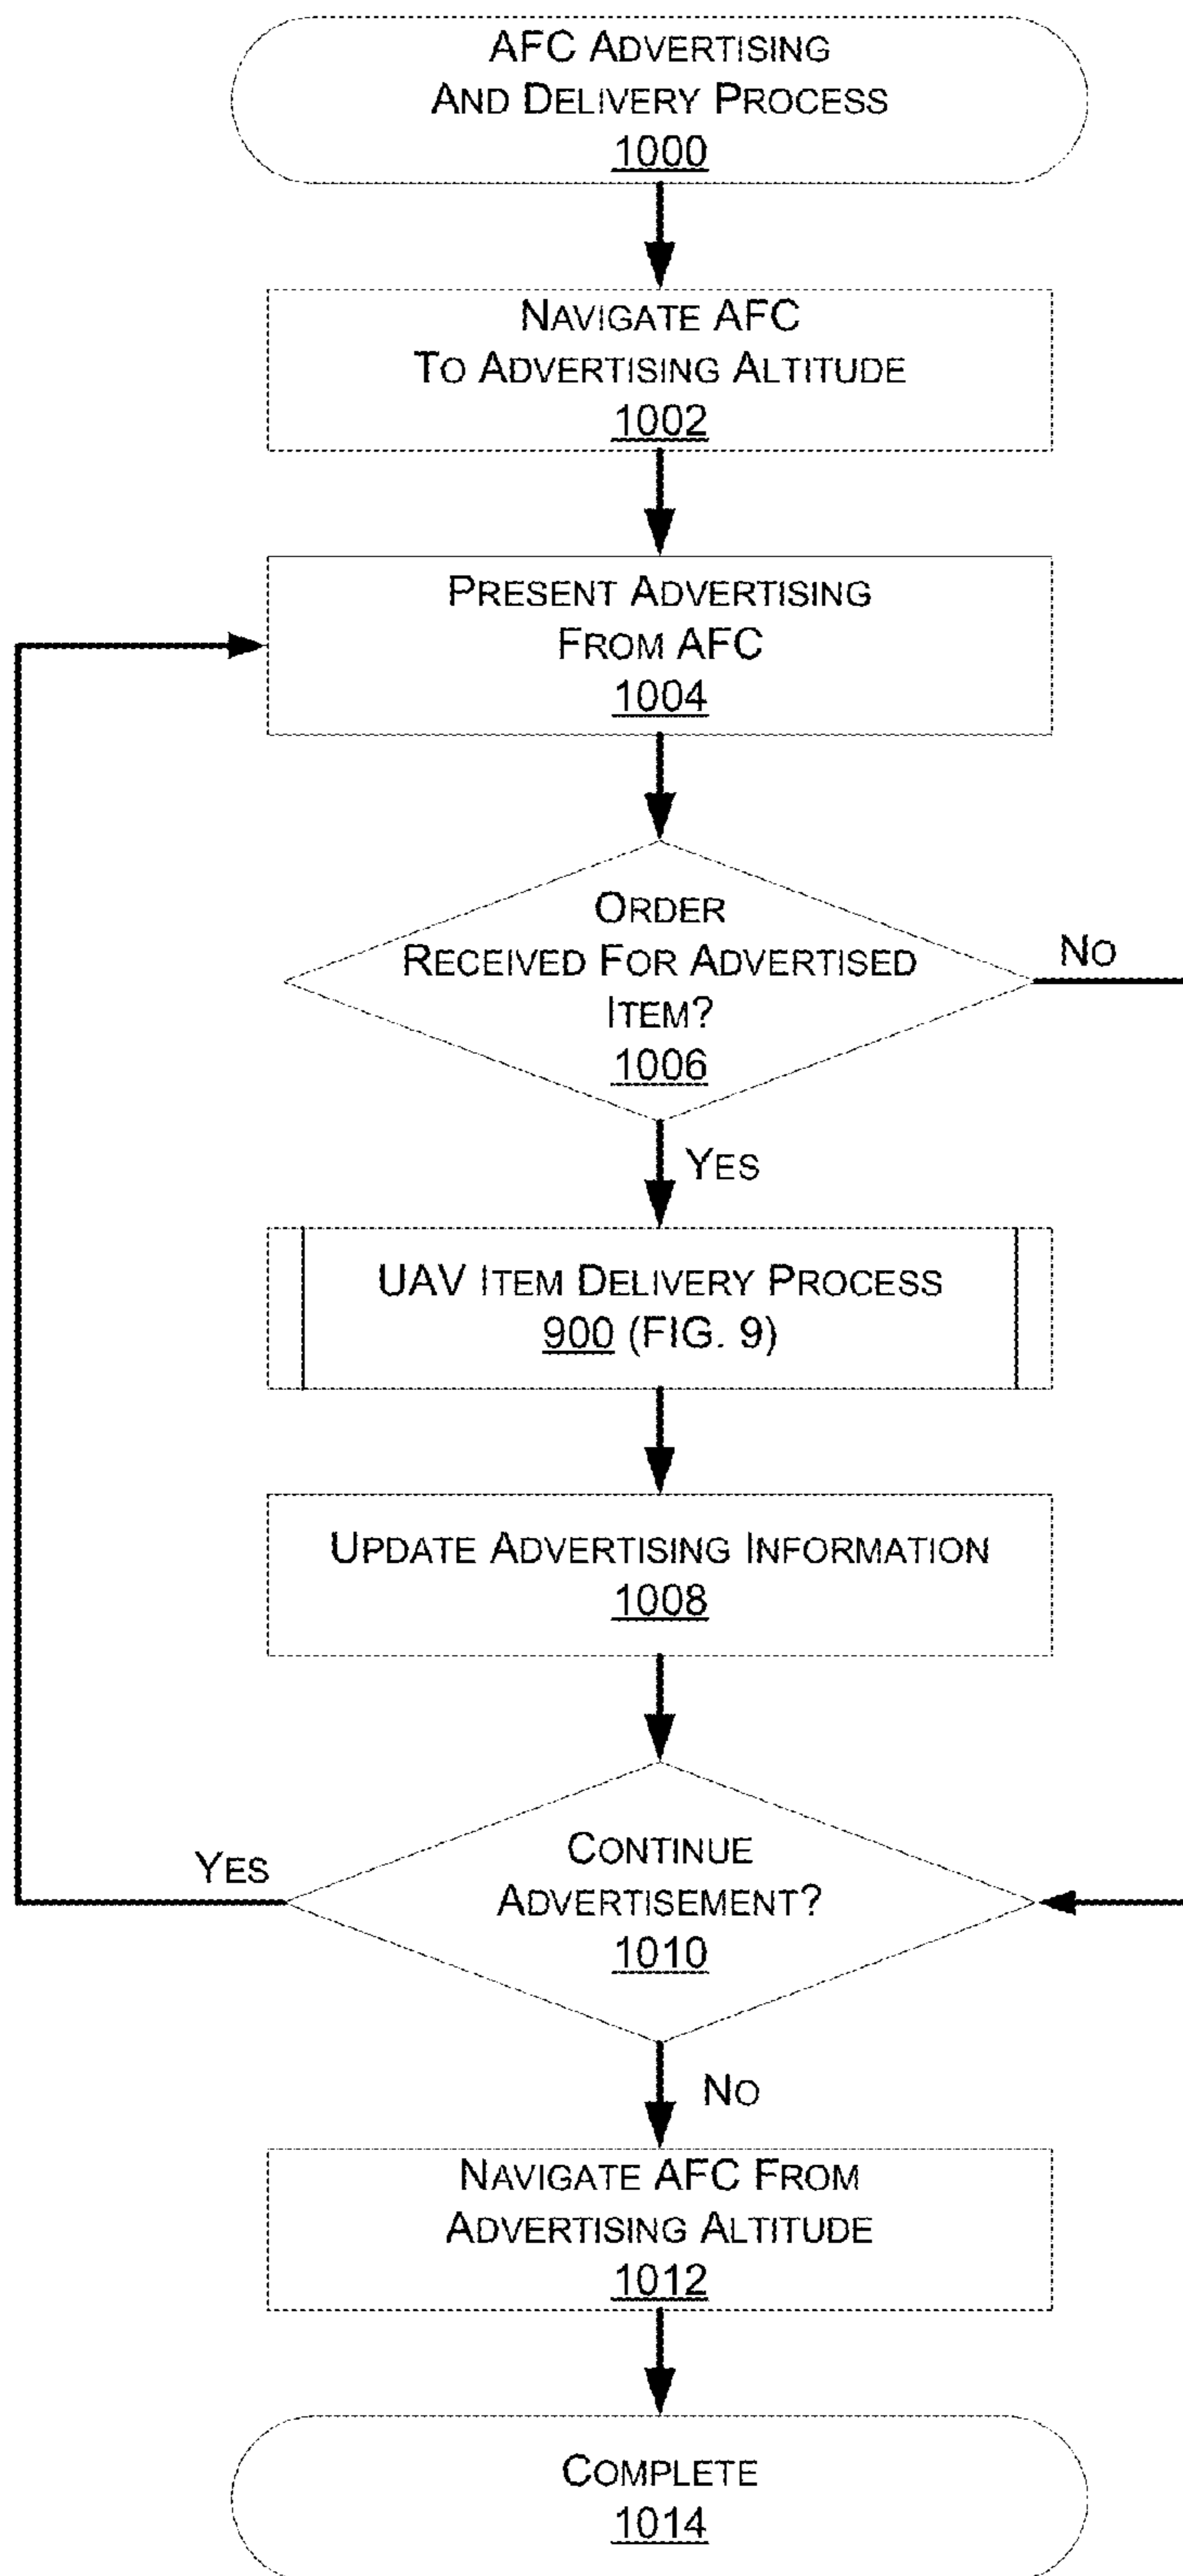 AFC ADVERTISING
AND DELIVERY PROCESS
1000
NAVIGATE AFC
TO ADVERTISING ALTITUDE
1002
PRESENT ADVERTISING
FROM AFC
1004
ORDER
RECEIVED FOR ADVERTISED
ITEM?
1006
NO
YES
UAV ITEM DELIVERY PROCESS
900 (FIG. 9)
UPDATE ADVERTISING INFORMATION
1008
CONTINUE
ADVERTISEMENT?
1010
YES
NO
NAVIGATE AFC FROM
ADVERTISING ALTITUDE
1012
COMPLETE
1014